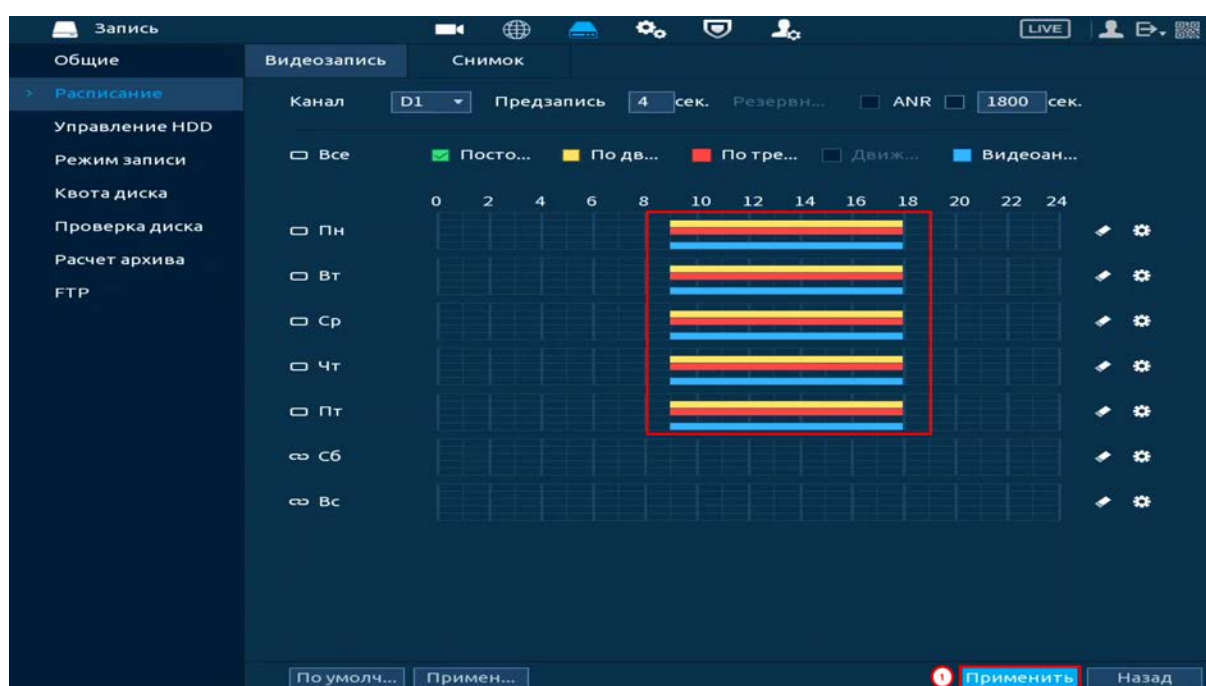 Запись LIVE
Общие Видеозапись Снимок
Расписание Канал D1 Предзапись 4 сек. Резервн... ANR 1800 сек.
Управление HDD
Режим записи Все Посто... По дв... По тре... Движ... Видеоан...
Квота диска
0 2 4 6 8 10 12 14 16 18 20 22 24
Проверка диска Пн
Расчет архива
Вт
FTP
Ср
Чт
Пт
Сб
Вс
По умолч... Примен... 1 Применить Назад